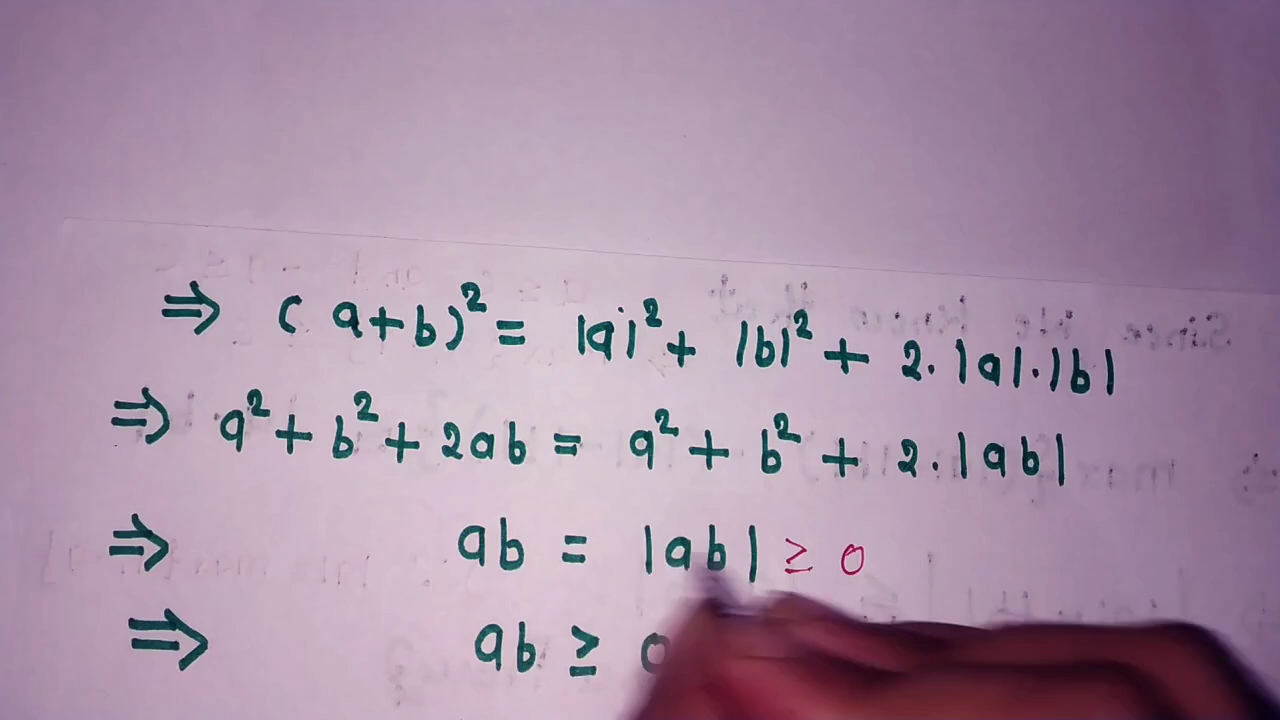 ⇒ (a+b)² = |a|² + |b|² + 2.|a|.|b|
⇒ a² + b² + 2ab = a² + b² + 2.|ab|
⇒ ab = |ab| ≥ 0
⇒ ab ≥ 0